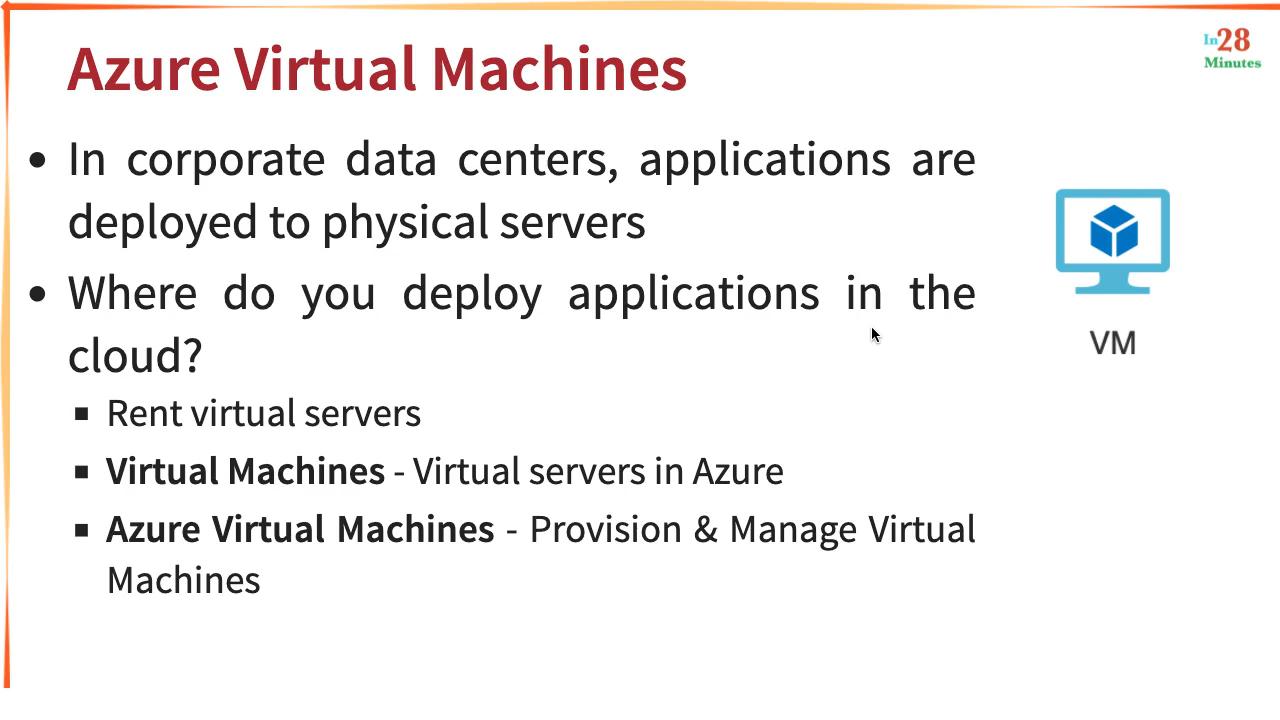 Azure Virtual Machines
In28
Minutes
• In corporate data centers, applications are
deployed to physical servers
• Where do you deploy applications in the
cloud?
▪ Rent virtual servers
▪ Virtual Machines - Virtual servers in Azure
▪ Azure Virtual Machines - Provision & Manage Virtual
Machines
VM